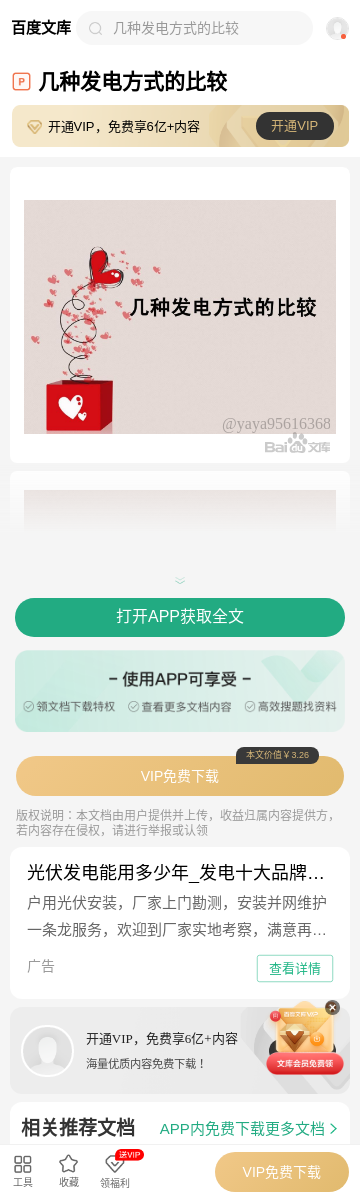 百度文库
几种发电方式的比较
几种发电方式的比较
开通VIP，免费享6亿+内容
开通VIP
几种发电方式的比较
@yaya95616368
Bai du 文库
打开APP获取全文
– 使用APP可享受 –
领文档下载特权
查看更多文档内容
高效搜题找资料
本文价值￥3.26
VIP免费下载
版权说明：本文档由用户提供并上传，收益归属内容提供方，
若内容存在侵权，请进行举报或认领
光伏发电能用多少年_发电十大品牌…
户用光伏安装，厂家上门勘测，安装并网维护
一条龙服务，欢迎到厂家实地考察，满意再…
广告
查看详情
开通VIP，免费享6亿+内容
海量优质内容免费下载！
文库会员免费领
相关推荐文档
APP内免费下载更多文档
工具
收藏
送VIP
领福利
VIP免费下载